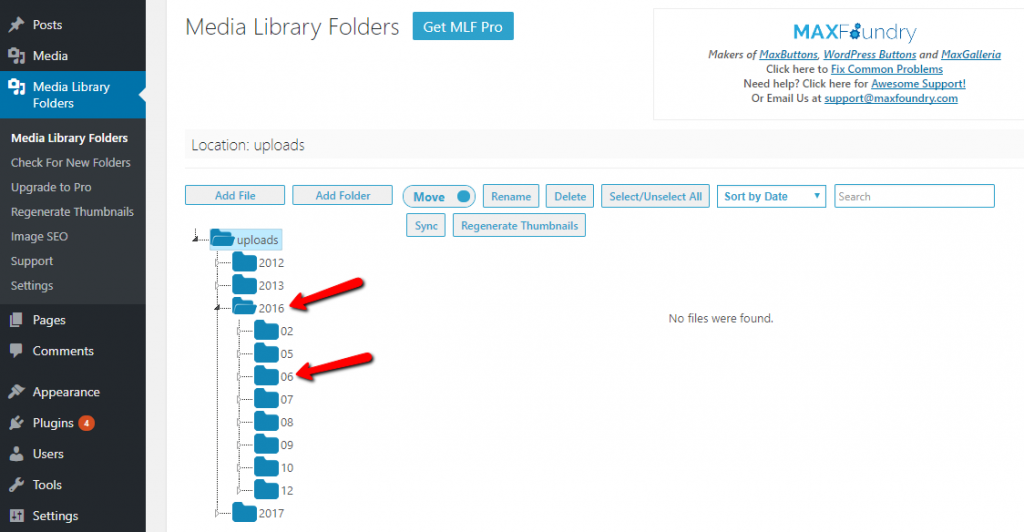 Posts
Media
Media Library
Folders
Media Library Folders
Check For New Folders
Upgrade to Pro
Regenerate Thumbnails
Image SEO
Support
Settings
Pages
Comments
Appearance
Plugins 4
Users
Tools
Settings
Media Library Folders
Get MLF Pro
MAXFoundry
Makers of MaxButtons, WordPress Buttons and MaxGalleria
Click here to Fix Common Problems
Need help? Click here for Awesome Support!
Or Email Us at support@maxfoundry.com
Location: uploads
Add File Add Folder Move Rename Delete Select/Unselect All Sort by Date Search
Sync Regenerate Thumbnails
uploads
2012
2013
2016
02
05
06
07
08
09
10
12
2017
No files were found.